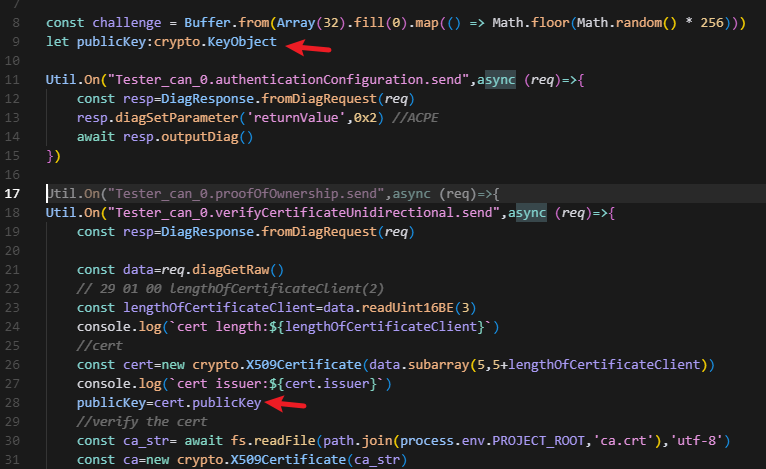 7
8 const challenge = Buffer.from(Array(32).fill(0).map(() => Math.floor(Math.random() * 256)))
9 let publicKey:crypto.KeyObject
10
11 Util.On("Tester_can_0.authenticationConfiguration.send",async (req)=>{
12     const resp=DiagResponse.fromDiagRequest(req)
13     resp.diagSetParameter('returnValue',0x2) //ACPE
14     await resp.outputDiag()
15 })
16
17 Util.On("Tester_can_0.proofOfOwnership.send",async (req)=>{
18 Util.On("Tester_can_0.verifyCertificateUnidirectional.send",async (req)=>{
19     const resp=DiagResponse.fromDiagRequest(req)
20
21     const data=req.diagGetRaw()
22     // 29 01 00 lengthOfCertificateClient(2)
23     const lengthOfCertificateClient=data.readUint16BE(3)
24     console.log(`cert length:${lengthOfCertificateClient}`)
25     //cert
26     const cert=new crypto.X509Certificate(data.subarray(5,5+lengthOfCertificateClient))
27     console.log(`cert issuer:${cert.issuer}`)
28     publicKey=cert.publicKey
29     //verify the cert
30     const ca_str= await fs.readFile(path.join(process.env.PROJECT_ROOT,'ca.crt'),'utf-8')
31     const ca=new crypto.X509Certificate(ca_str)